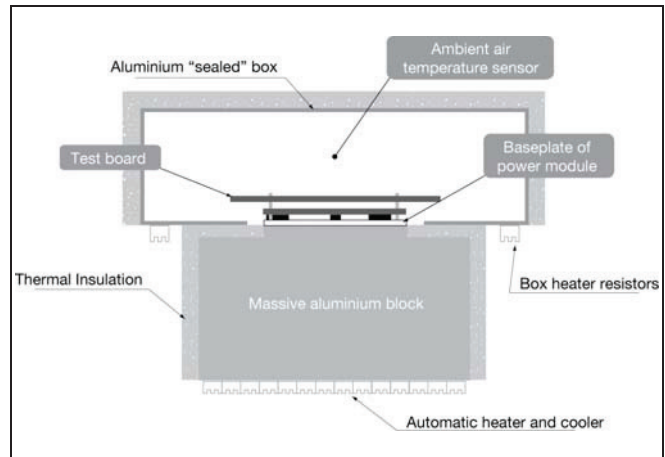 Ambient air
temperature sensor
Aluminium “sealed” box
Test board
Baseplate of
power module
Thermal Insulation
Massive aluminium block
Box heater resistors
Automatic heater and cooler